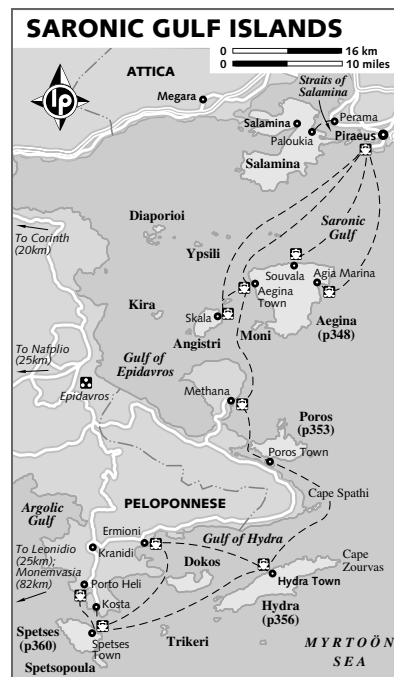 SARONIC GULF ISLANDS
0 16 km
0 10 miles
ATTICA
Megara
Straits of
Salamina
Salamina
Perama
Paloukia
Piraeus
Salamina
lp
Diaporioi
Saronic
Gulf
To Corinth
(20km)
Ypsili
Souvala
Agia Marina
Aegina
Town
Kira
Skala
Angistri
Moni
Aegina
(p348)
To Nafplio
(25km)
Gulf of
Epidavros
Epidavros
Methana
Poros
(p353)
Poros Town
Cape Spathi
PELOPONNESE
Argolic
Gulf
Ermioni
Gulf of Hydra
To Leonidio
(25km);
Monemvasia
(82km)
Kranidi
Dokos
Cape
Zourvas
Porto Heli
Hydra Town
Kosta
Hydra
(p356)
Spetses
(p360)
Spetses
Town
Trikeri
Spetsopoula
MYRTOÖN
SEA